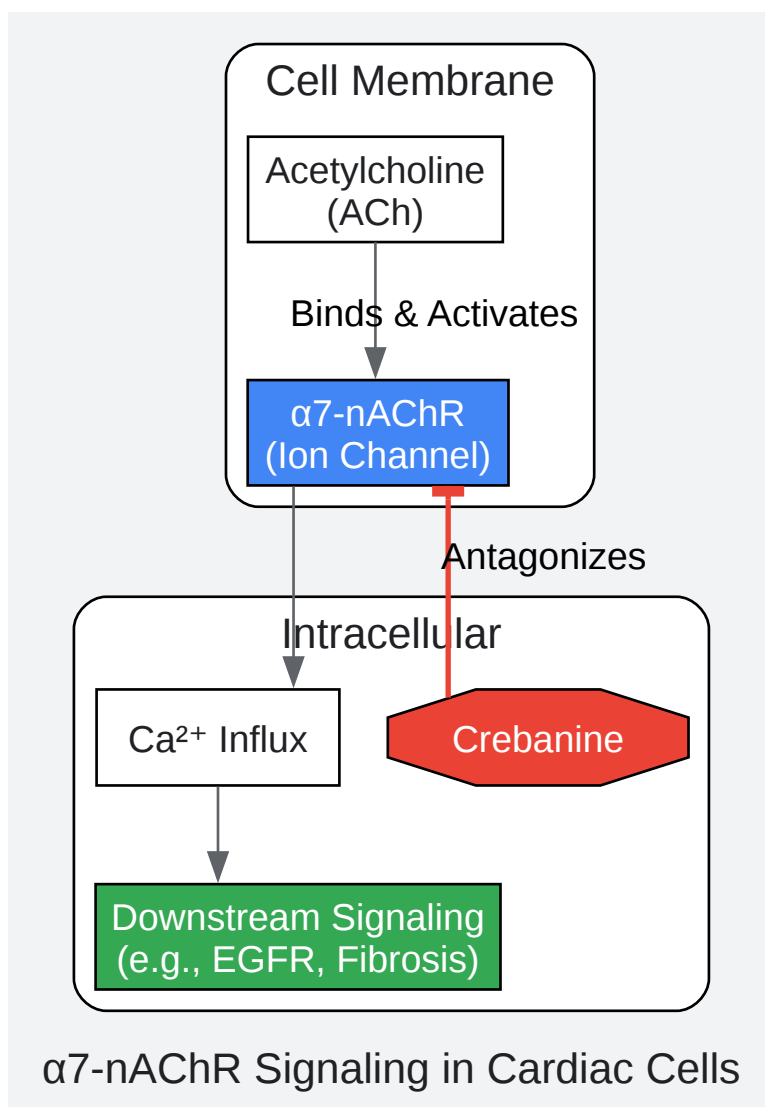 Cell Membrane
Acetylcholine
(ACh)
Binds & Activates
α7-nAChR
(Ion Channel)
Antagonizes
Intracellular
Ca²⁺ Influx
Crebanine
Downstream Signaling
(e.g., EGFR, Fibrosis)
α7-nAChR Signaling in Cardiac Cells